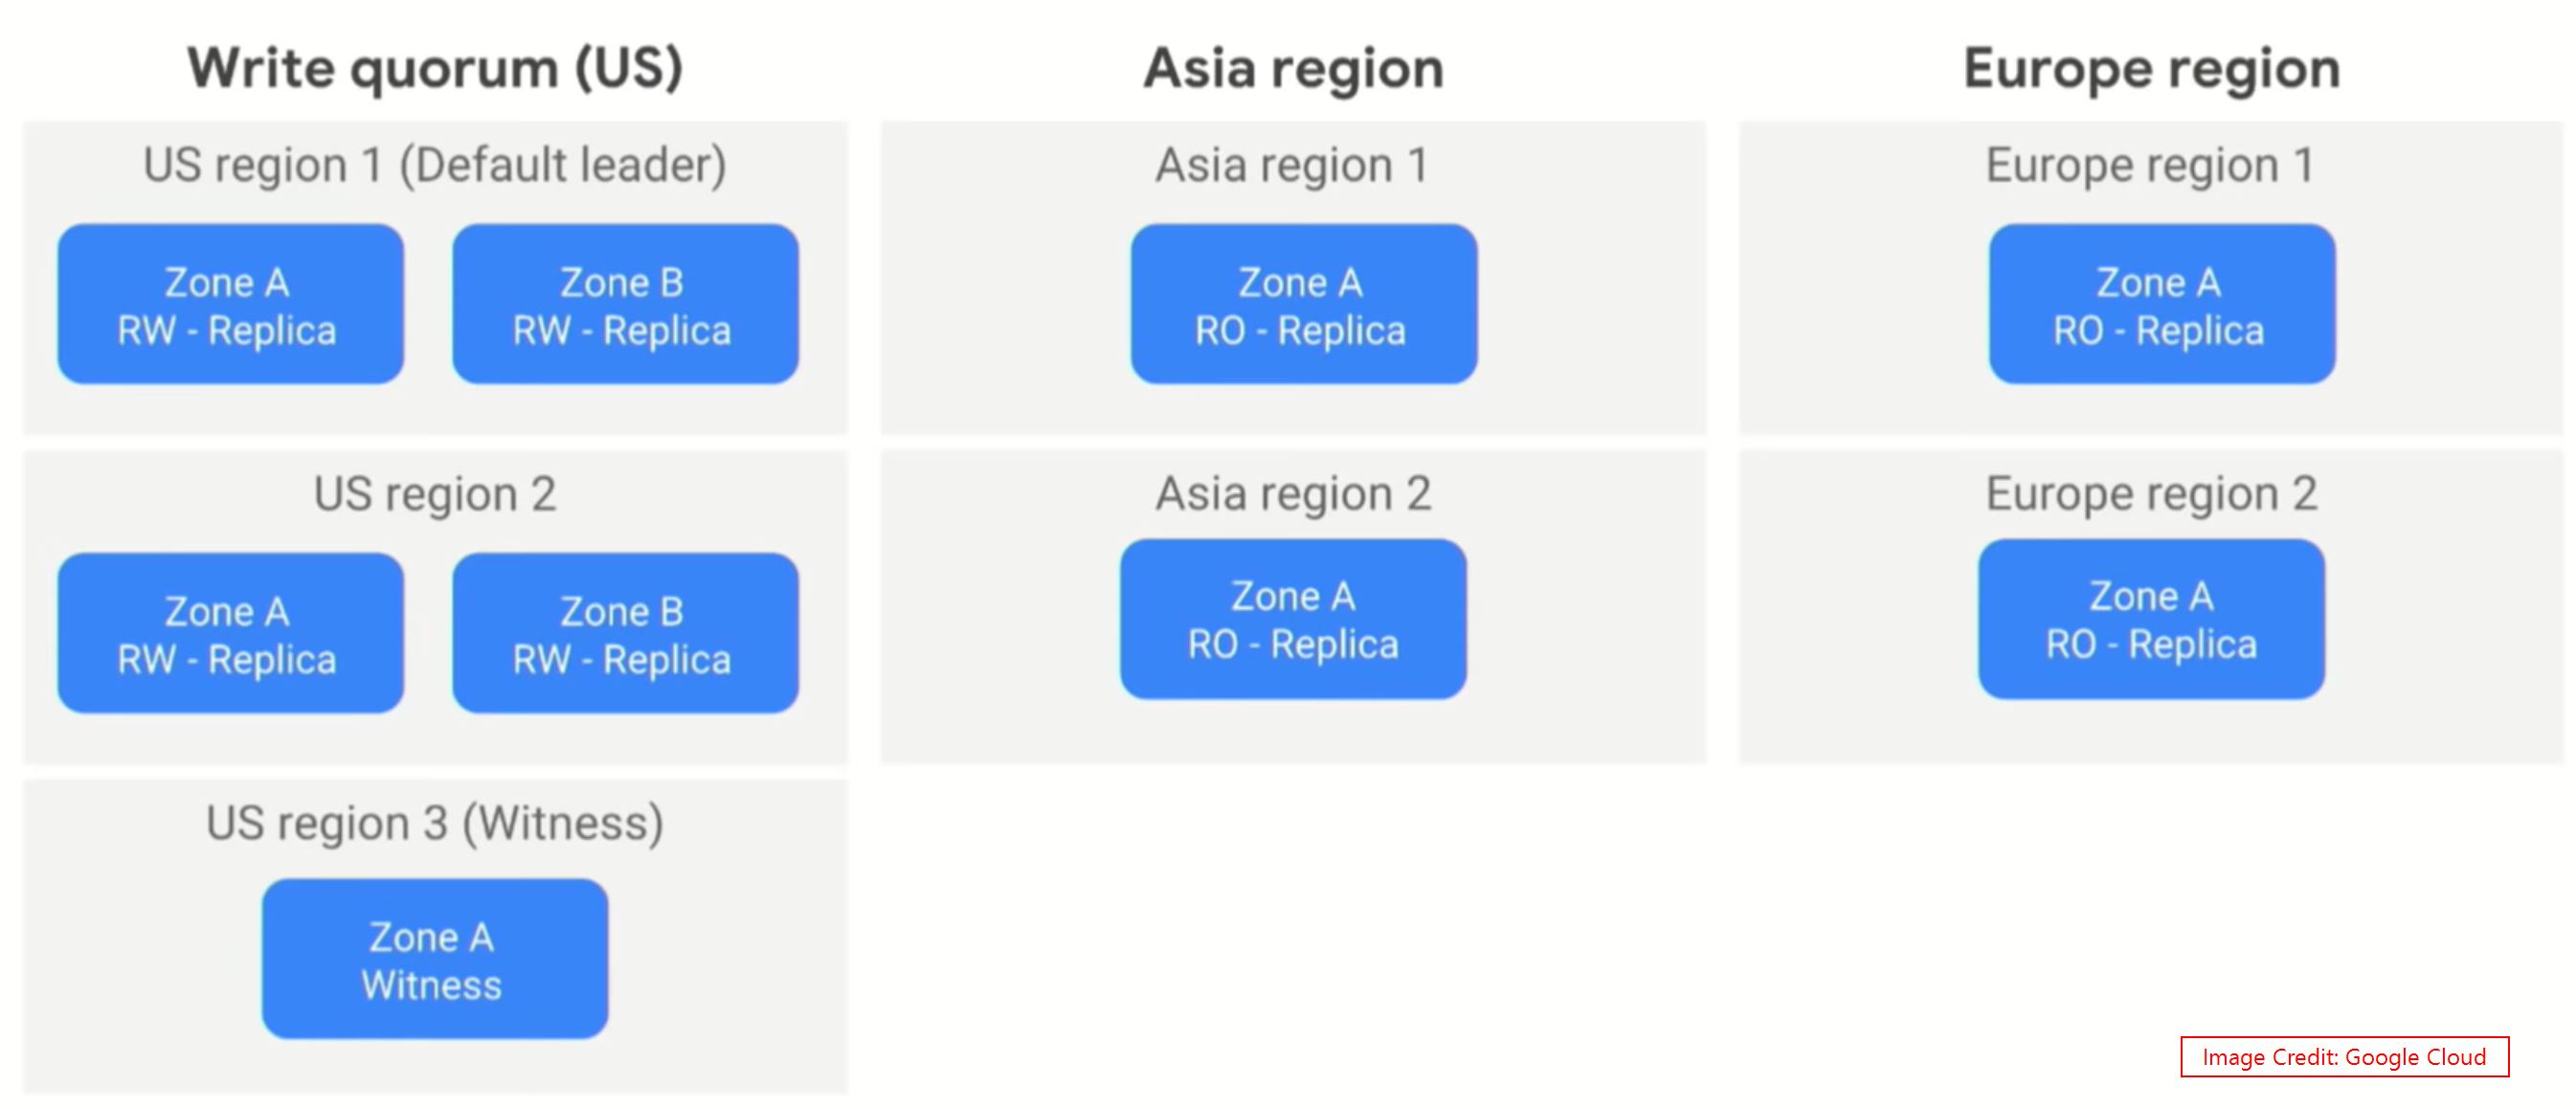 Write quorum (US)
US region 1 (Default leader)
Zone A
RW - Replica
Zone B
RW - Replica
US region 2
Zone A
RW - Replica
Zone B
RW - Replica
US region 3 (Witness)
Zone A
Witness
Asia region
Asia region 1
Zone A
RO - Replica
Asia region 2
Zone A
RO - Replica
Europe region
Europe region 1
Zone A
RO - Replica
Europe region 2
Zone A
RO - Replica
Image Credit: Google Cloud